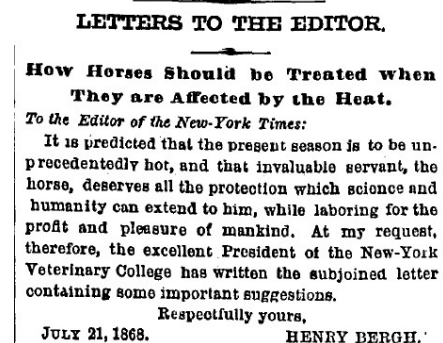 LETTERS TO THE EDITOR.
How Horses Should be Treated when
They are Affected by the Heat.
To the Editor of the New-York Times:
It is predicted that the present season is to be un-
precedentedly hot, and that invaluable servant, the
horse, deserves all the protection which science and
humanity can extend to him, while laboring for the
profit and pleasure of mankind. At my request,
therefore, the excellent President of the New-York
Veterinary College has written the subjoined letter
containing some important suggestions.
Respectfully yours,
JULY 21, 1868. HENRY BERGH.